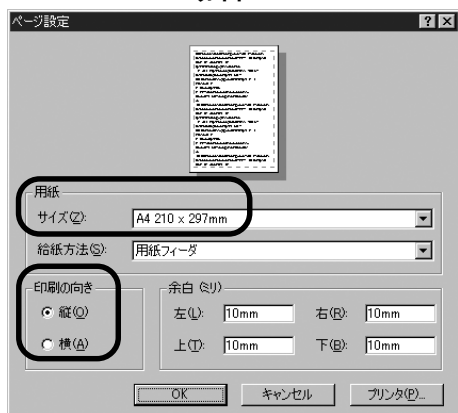 ページ設定
用紙
サイズ(Z): A4 210 x 297mm
給紙方法(S): 用紙フィーダ
印刷の向き
縦(O)
横(A)
余白 (ミリ)
左(L): 10mm 右(R): 10mm
上(T): 10mm 下(B): 10mm
OK キャンセル プリンタ(P)...